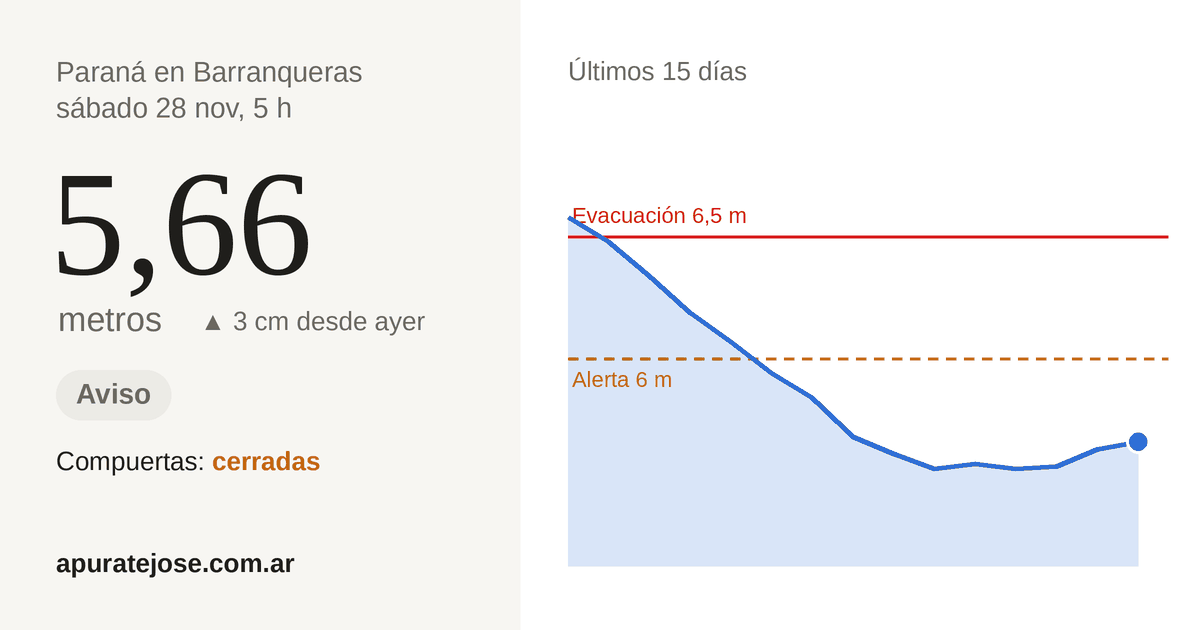 Paraná en Barranqueras
sábado 28 nov, 5 h
5,66
metros ▲ 3 cm desde ayer
Aviso
Compuertas: cerradas
apuratejose.com.ar
Últimos 15 días
Evacuación 6,5 m
Alerta 6 m